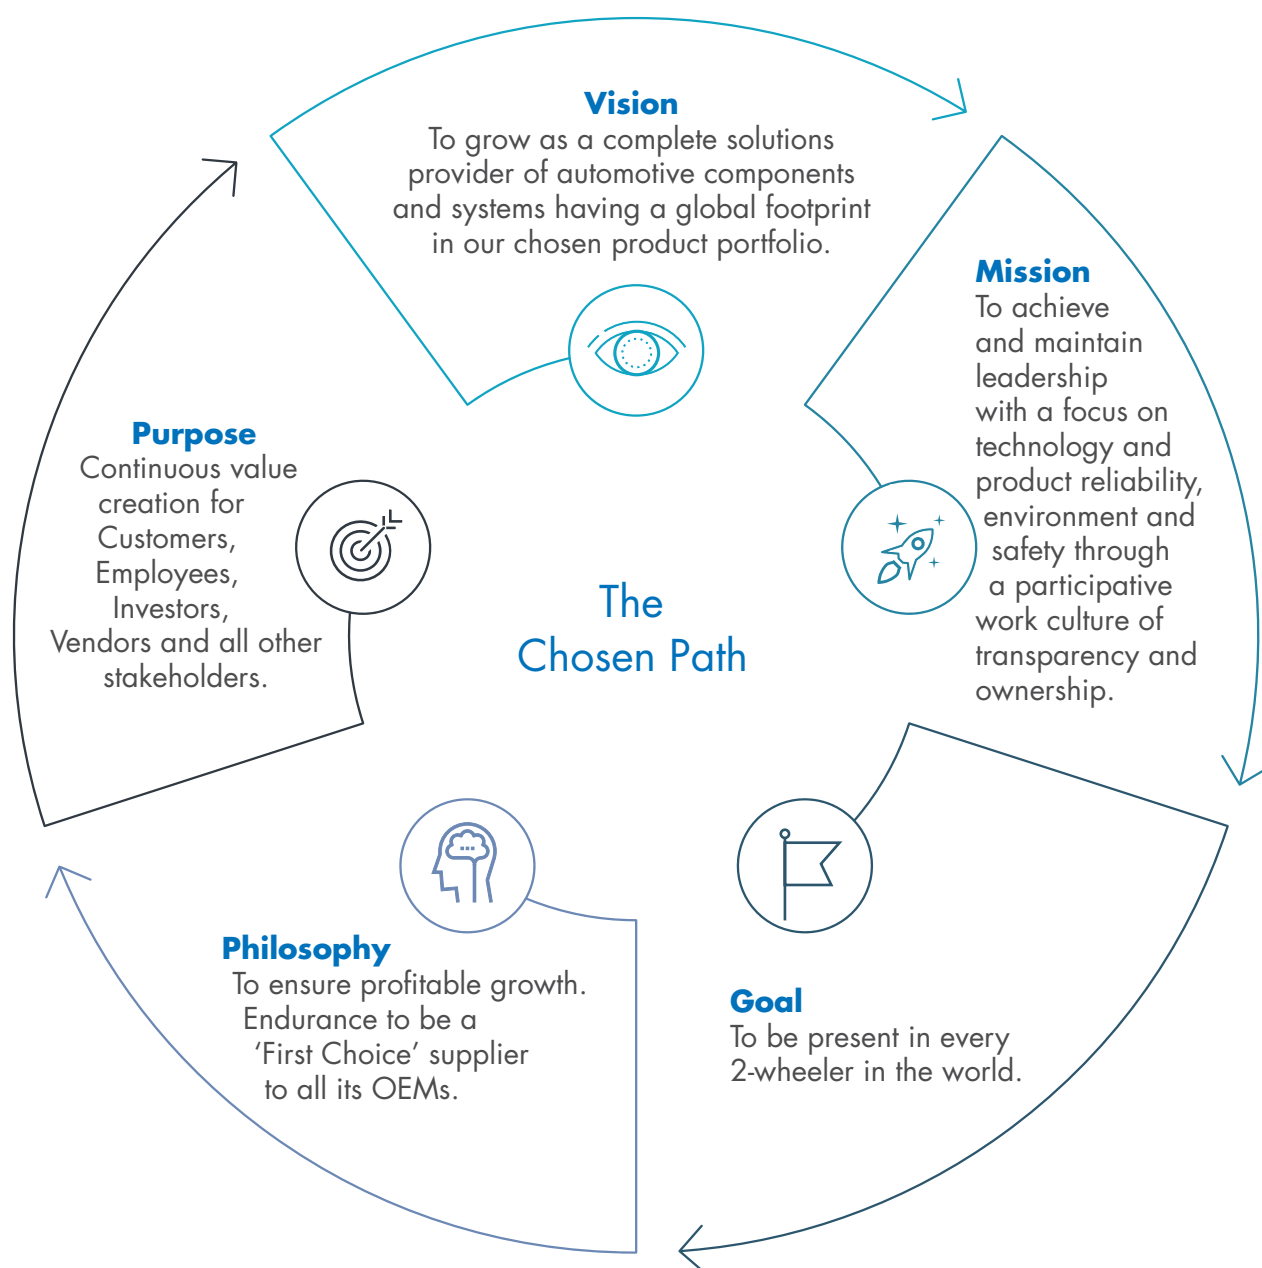 Vision
To grow as a complete solutions
provider of automotive components
and systems having a global footprint
in our chosen product portfolio.
Mission
To achieve
and maintain
leadership
with a focus on
technology and
product reliability,
environment and
safety through
a participative
work culture of
transparency and
ownership.
Purpose
Continuous value
creation for
Customers,
Employees,
Investors,
Vendors and all other
stakeholders.
The
Chosen Path
Philosophy
To ensure profitable growth.
Endurance to be a
‘First Choice’ supplier
to all its OEMs.
Goal
To be present in every
2-wheeler in the world.